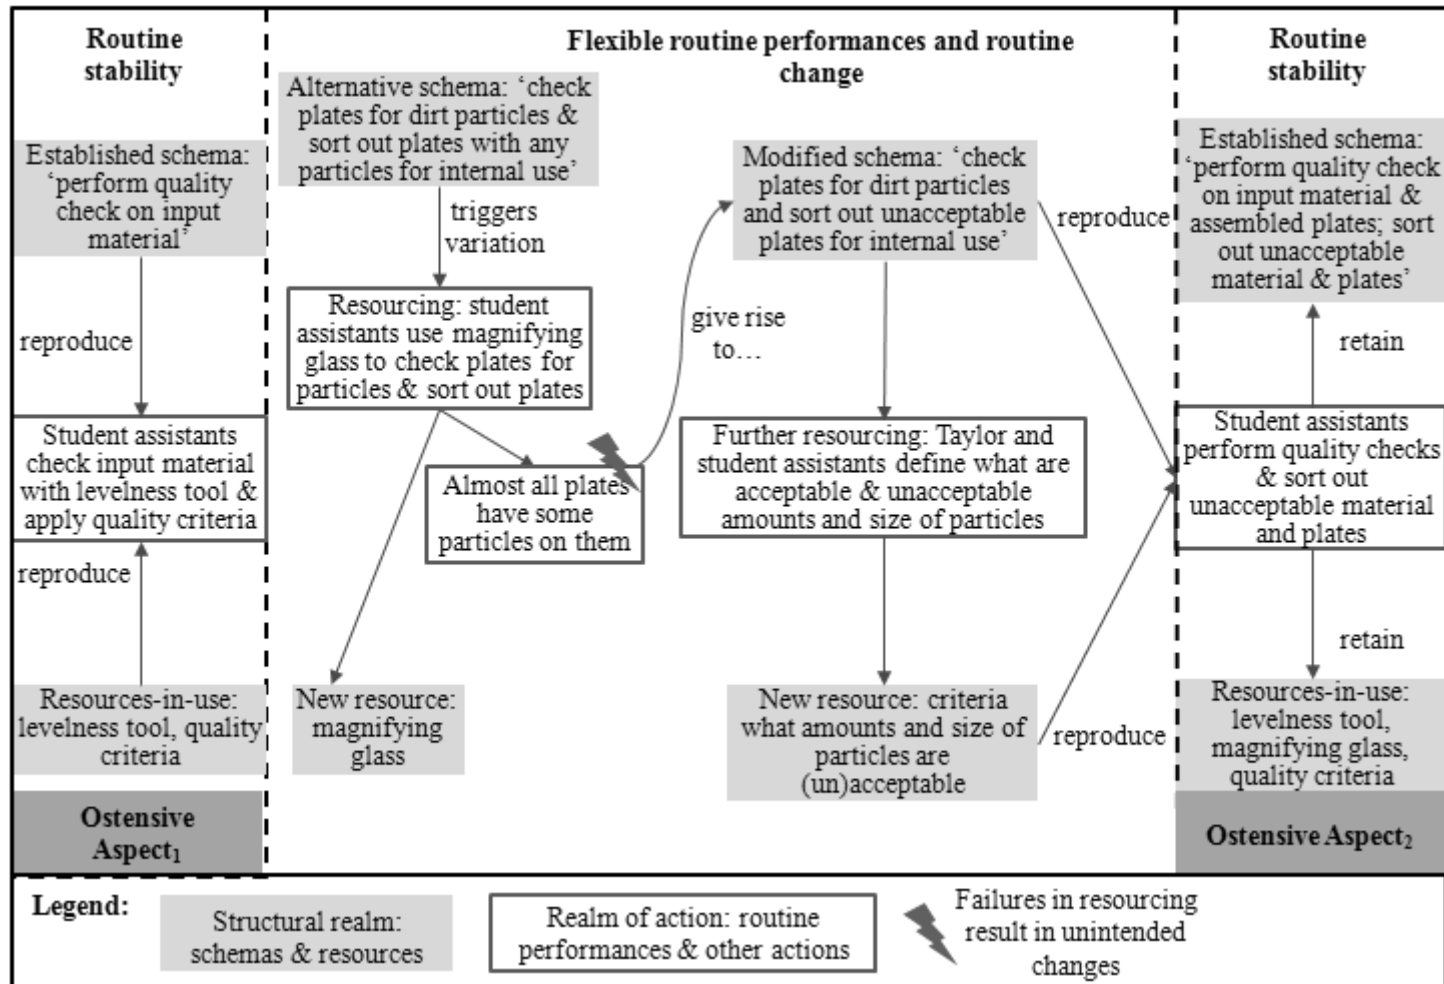 Routine
stability
Established schema:
‘perform quality
check on input
material’
reproduce
Student assistants
check input material
with levelness tool &
apply quality criteria
reproduce
Resources-in-use:
levelness tool, quality
criteria
Ostensive
Aspect₁
Flexible routine performances and routine
change
Alternative schema: ‘check
plates for dirt particles &
sort out plates with any
particles for internal use’
triggers
variation
Resourcing: student
assistants use magnifying
glass to check plates for
particles & sort out plates
Almost all plates
have some
particles on them
New resource:
magnifying
glass
give rise
to…
Modified schema: ‘check
plates for dirt particles
and sort out unacceptable
plates for internal use’
Further resourcing: Taylor and
student assistants define what are
acceptable & unacceptable
amounts and size of particles
New resource: criteria
what amounts and size of
particles are
(un)acceptable
reproduce
reproduce
Routine
stability
Established schema:
‘perform quality check
on input material &
assembled plates; sort
out unacceptable
material & plates’
retain
Student assistants
perform quality checks
& sort out
unacceptable material
and plates
retain
Resources-in-use:
levelness tool,
magnifying glass,
quality criteria
Ostensive Aspect₂
Legend:
Structural realm:
schemas & resources
Realm of action: routine
performances & other actions
Failures in resourcing
result in unintended
changes